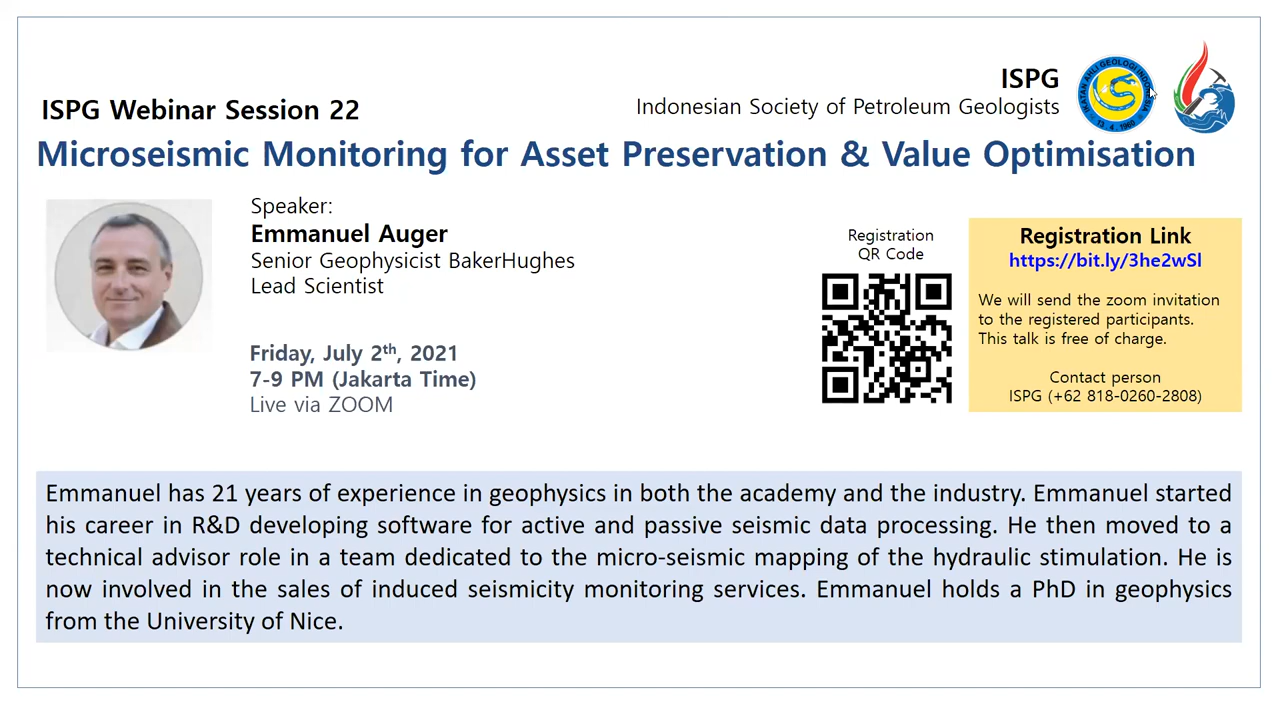 ISPG
Indonesian Society of Petroleum Geologists
IKATAN AHLI GEOLOGI INDONESIA
13 . 4 . 1960
ISPG Webinar Session 22
Microseismic Monitoring for Asset Preservation & Value Optimisation
Speaker:
Emmanuel Auger
Senior Geophysicist BakerHughes
Lead Scientist
Friday, July 2th, 2021
7-9 PM (Jakarta Time)
Live via ZOOM
Registration
QR Code
Registration Link
https://bit.ly/3he2wSl
We will send the zoom invitation
to the registered participants.
This talk is free of charge.
Contact person
ISPG (+62 818-0260-2808)
Emmanuel has 21 years of experience in geophysics in both the academy and the industry. Emmanuel started
his career in R&D developing software for active and passive seismic data processing. He then moved to a
technical advisor role in a team dedicated to the micro-seismic mapping of the hydraulic stimulation. He is
now involved in the sales of induced seismicity monitoring services. Emmanuel holds a PhD in geophysics
from the University of Nice.